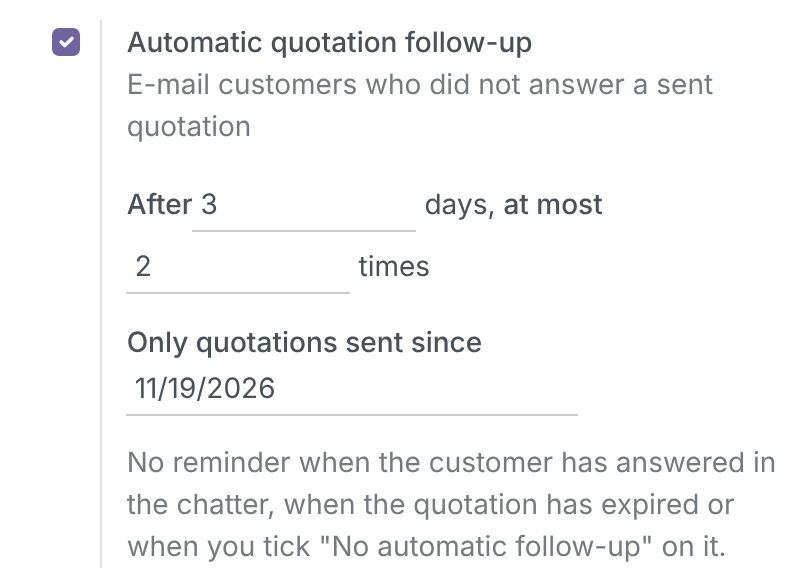 Automatic quotation follow-up
E-mail customers who did not answer a sent
quotation
After 3 days, at most
2 times
Only quotations sent since
11/19/2026
No reminder when the customer has answered in
the chatter, when the quotation has expired or
when you tick "No automatic follow-up" on it.